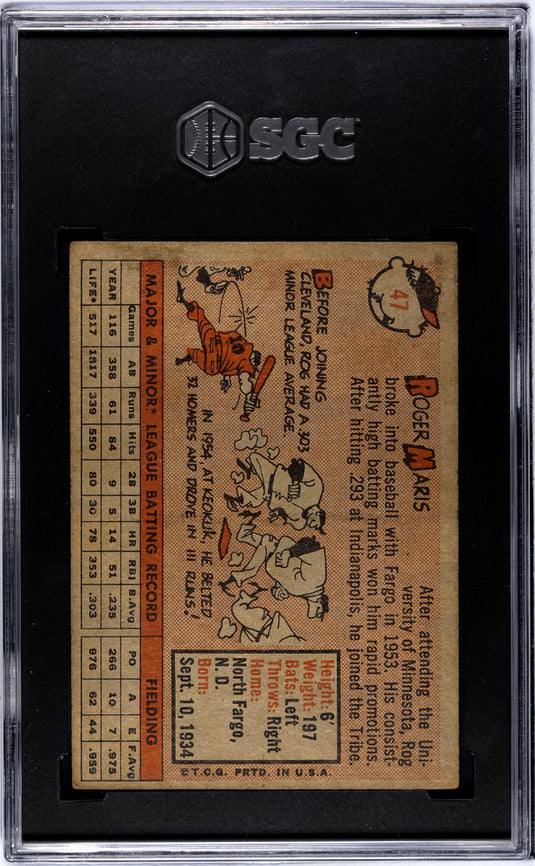 SGC
47
ROGER MARIS
After attending the Uni-
versity of Minnesota, Rog
broke into baseball with Fargo in 1953. His consist-
antly high batting marks won him rapid promotions.
After hitting .293 at Indianapolis, he joined the Tribe.
BEFORE JOINING
CLEVELAND, ROG HAD A .303
MINOR LEAGUE AVERAGE.
10
IN 1954 AT KEOKUK, HE BELTED
32 HOMERS AND DROVE IN 111 RUNS!
Height: 6'
Weight: 197
Bats: Left
Throws: Right
Home:
North Fargo,
N. D.
Born:
Sept. 10, 1934
©T.C.G. PRTD. IN U.S.A.
MAJOR & MINOR* LEAGUE BATTING RECORD FIELDING
Games AB Runs Hits 2B 3B HR RBI B.Avg PO A E F.Avg
YEAR 116 358 61 84 9 5 14 51 .235 266 10 7 .975
LIFE* 517 1817 339 550 80 30 78 353 .303 976 62 44 .959